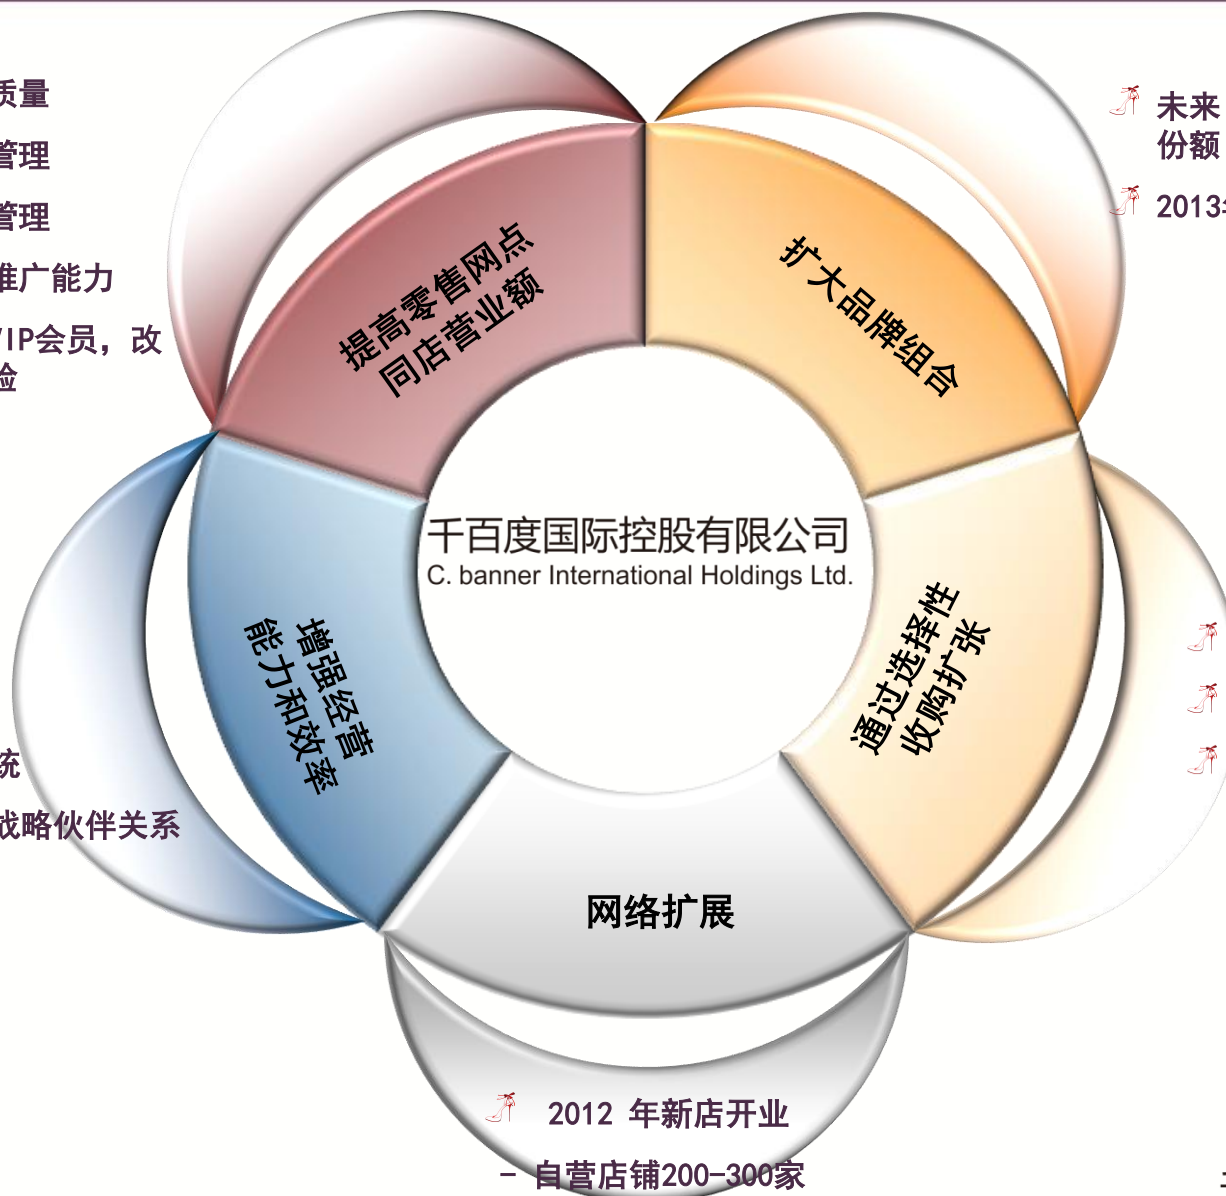 质量
管理
管理
推广能力
VIP会员，改
验
未来
份额
2013年
提高零售网点
同店营业额
扩大品牌组合
千百度国际控股有限公司
C. banner International Holdings Ltd.
增强经营
能力和效率
通过选择性
收购扩张
统
战略伙伴关系
网络扩展
2012 年新店开业
- 自营店铺200-300家